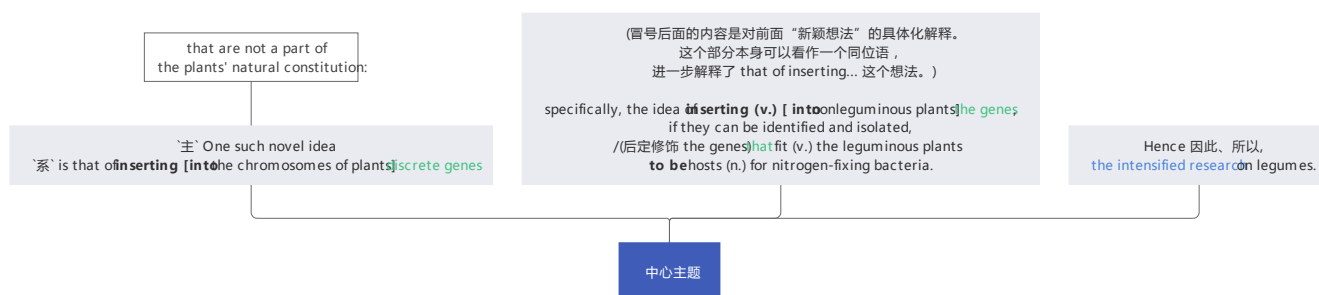 that are not a part of
the plants' natural constitution:
`主` One such novel idea
`系` is that of inserting [into the chromosomes of plants] discrete genes
(冒号后面的内容是对前面“新颖想法”的具体化解释。
这个部分本身可以看作一个同位语，
进一步解释了 that of inserting... 这个想法。)
specifically, the idea of inserting (v.) [ into nonleguminous plants] the genes,
if they can be identified and isolated,
/(后定修饰 the genes) that fit (v.) the leguminous plants
to be hosts (n.) for nitrogen-fixing bacteria.
Hence 因此、所以,
the intensified research on legumes.
中心主题